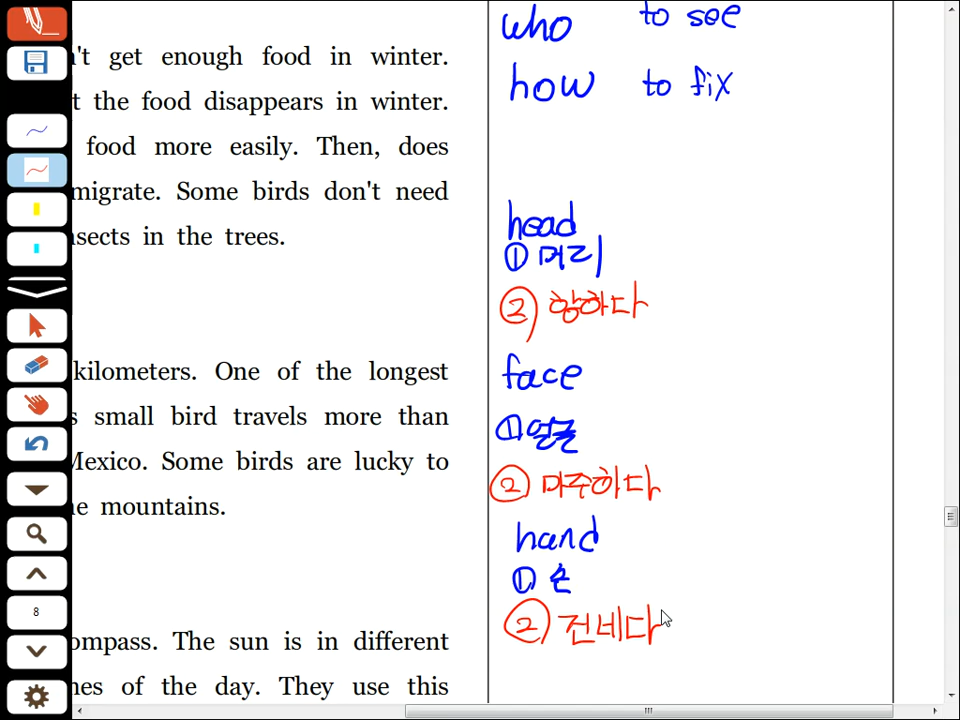 't get enough food in winter.
t the food disappears in winter.
food more easily. Then, does
migrate. Some birds don't need
sects in the trees.
kilometers. One of the longest
s small bird travels more than
Mexico. Some birds are lucky to
e mountains.
ompass. The sun is in different
nes of the day. They use this
8
who to see
how to fix
head
① 머리
② 향하다
face
① 얼굴
② 마주하다
hand
① 손
② 건네다